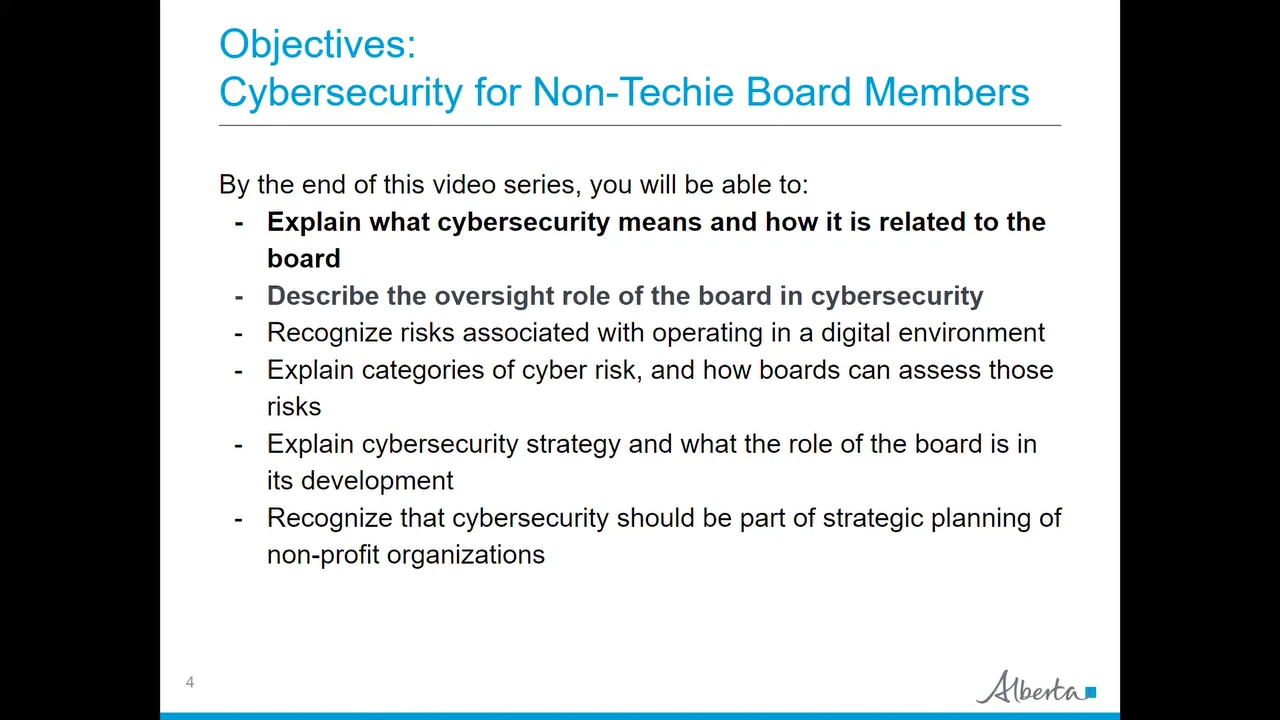 Objectives:
Cybersecurity for Non-Techie Board Members
By the end of this video series, you will be able to:
- Explain what cybersecurity means and how it is related to the
board
- Describe the oversight role of the board in cybersecurity
- Recognize risks associated with operating in a digital environment
- Explain categories of cyber risk, and how boards can assess those
risks
- Explain cybersecurity strategy and what the role of the board is in
its development
- Recognize that cybersecurity should be part of strategic planning of
non-profit organizations
4
Alberta